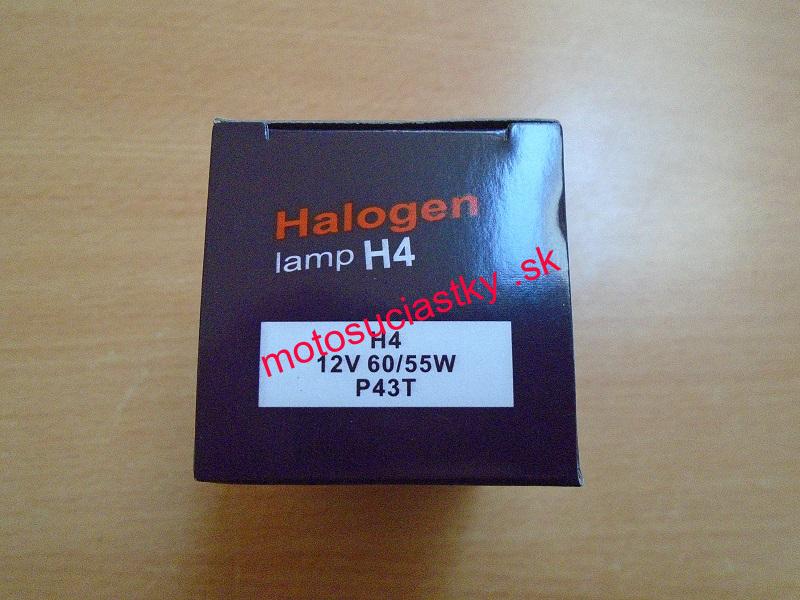 Halogen
lamp H4
motosuciastky .sk
H4
12V 60/55W
P43T